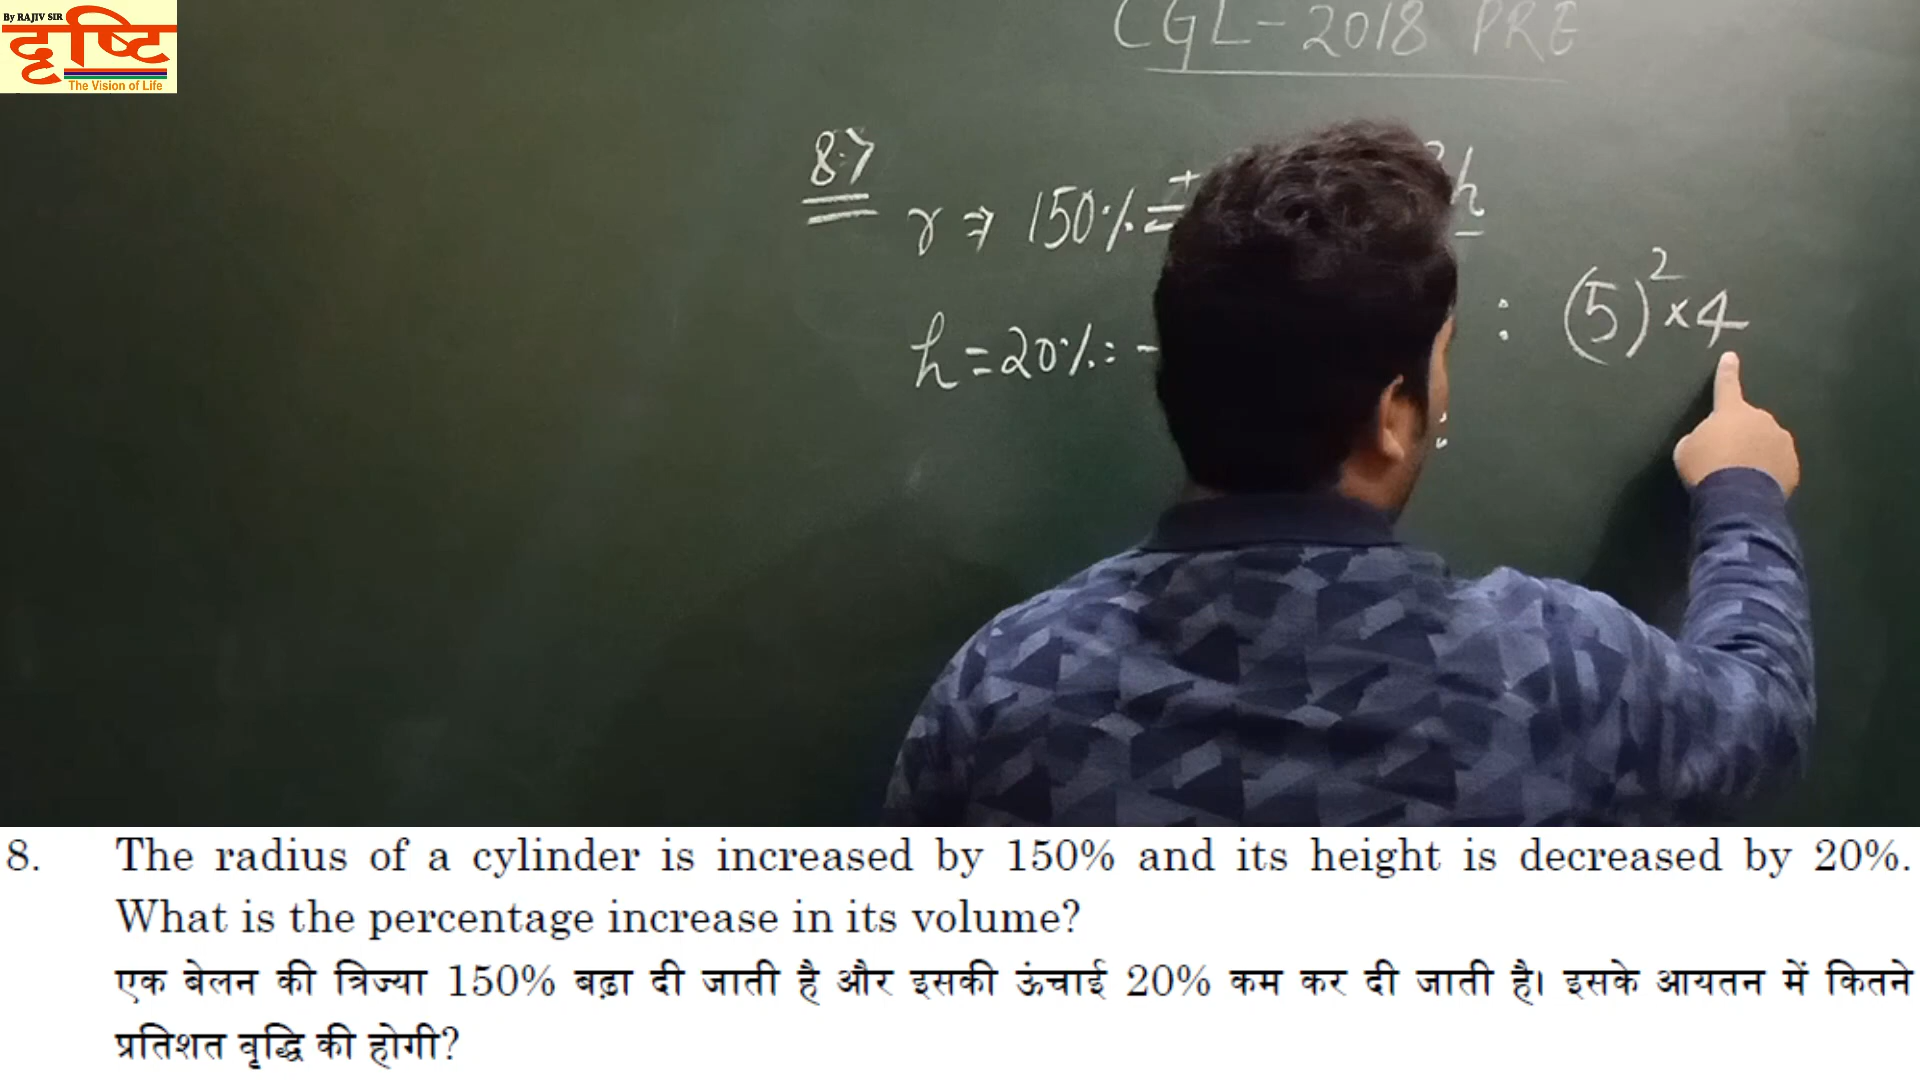 By RAJIV SIR
दृष्टि
The Vision of Life
CGL-2018 PRE
8:>
r ⇒ 150% = +
h
: (5)²×4
h = 20% = -
:
8. The radius of a cylinder is increased by 150% and its height is decreased by 20%.
What is the percentage increase in its volume?
एक बेलन की त्रिज्या 150% बढ़ा दी जाती है और इसकी ऊंचाई 20% कम कर दी जाती है। इसके आयतन में कितने
प्रतिशत वृद्धि की होगी?